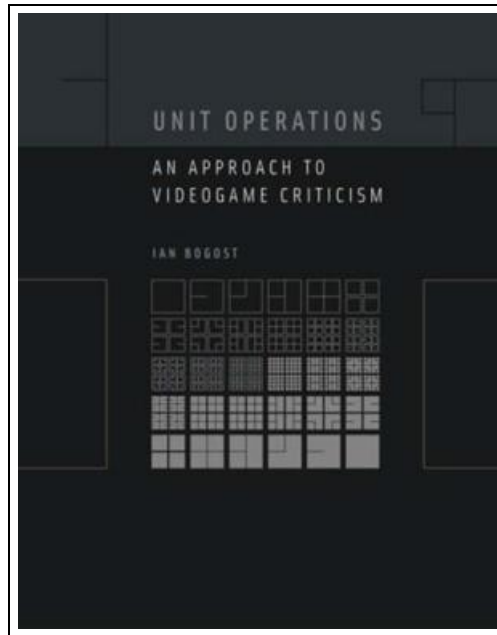 UNIT OPERATIONS
AN APPROACH TO
VIDEOGAME CRITICISM
IAN BOGOST